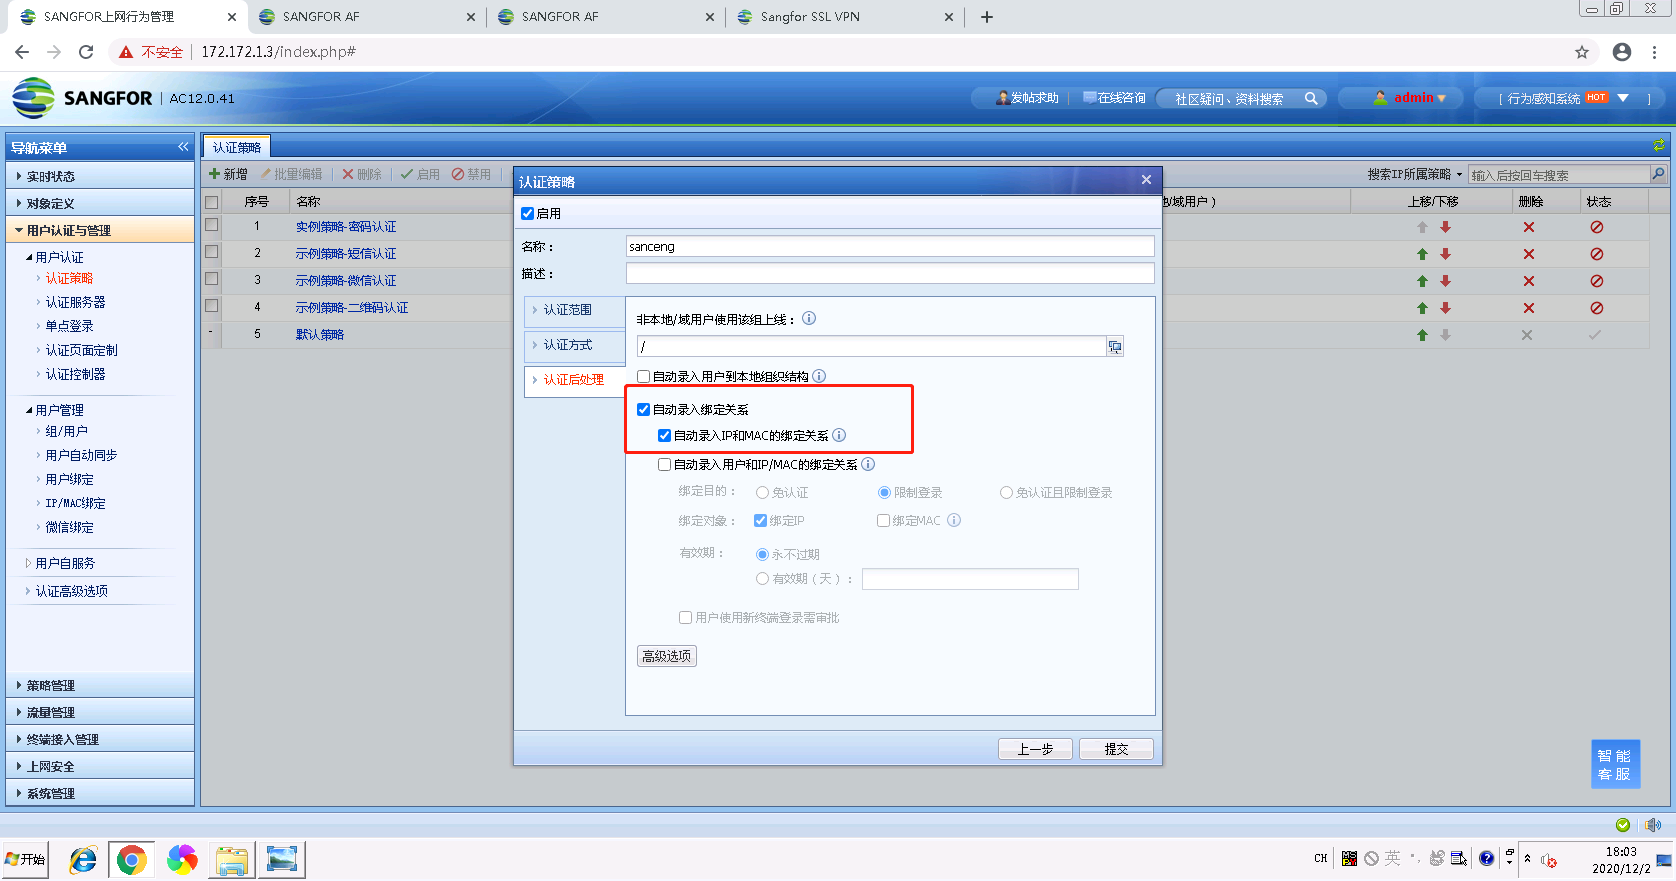 SANGFOR上网行为管理
SANGFOR AF
SANGFOR AF
Sangfor SSL VPN
不安全
172.172.1.3/index.php#
SANGFOR
AC12.0.41
发帖求助
在线咨询
社区疑问、资料搜索
admin
[ 行为感知系统 HOT ]
导航菜单
实时状态
对象定义
用户认证与管理
用户认证
认证策略
认证服务器
单点登录
认证页面定制
认证控制器
用户管理
组/用户
用户自动同步
用户绑定
IP/MAC绑定
微信绑定
用户自服务
认证高级选项
策略管理
流量管理
终端接入管理
上网安全
系统管理
认证策略
新增
批量编辑
删除
启用
禁用
搜索IP所属策略
输入后按回车搜索
序号
名称
/域用户）
上移/下移
删除
状态
1 实例策略-密码认证
2 示例策略-短信认证
3 示例策略-微信认证
4 示例策略-二维码认证
- 5 默认策略
认证策略
启用
名称：
sanceng
描述：
认证范围
认证方式
认证后处理
非本地/域用户使用该组上线：
/
自动录入用户到本地组织结构
自动录入绑定关系
自动录入IP和MAC的绑定关系
自动录入用户和IP/MAC的绑定关系
绑定目的：
免认证
限制登录
免认证且限制登录
绑定对象：
绑定IP
绑定MAC
有效期：
永不过期
有效期（天）：
用户使用新终端登录需审批
高级选项
上一步
提交
智能
客服
开始
CH
英
18:03
2020/12/2